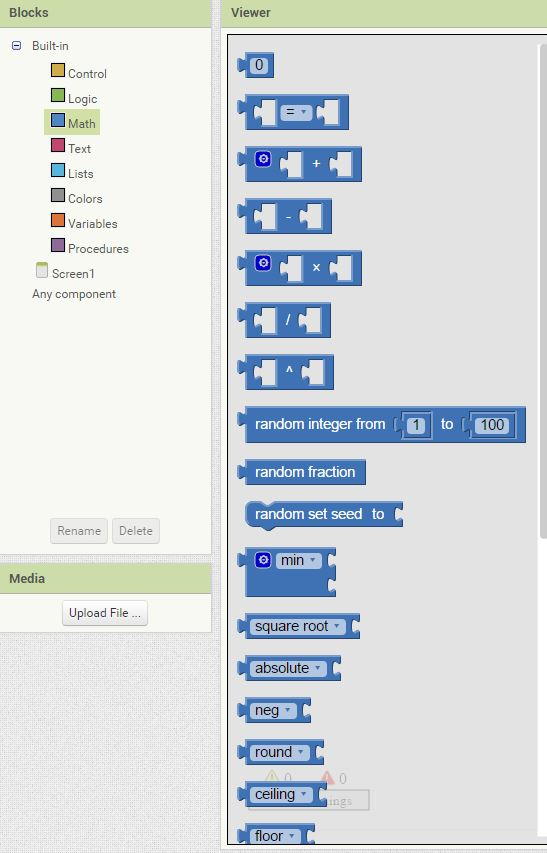 Blocks
Built-in
Control
Logic
Math
Text
Lists
Colors
Variables
Procedures
Screen1
Any component
Rename Delete
Media
Upload File ...
Viewer
0
=
+
-
×
/
^
random integer from 1 to 100
random fraction
random set seed to
min
square root
absolute
neg
round
0 0
ceiling
floor